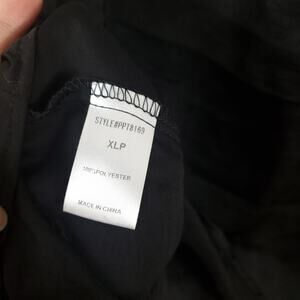 STYLE#PPT8169
XLP
100%POLYESTER
MADE IN CHINA